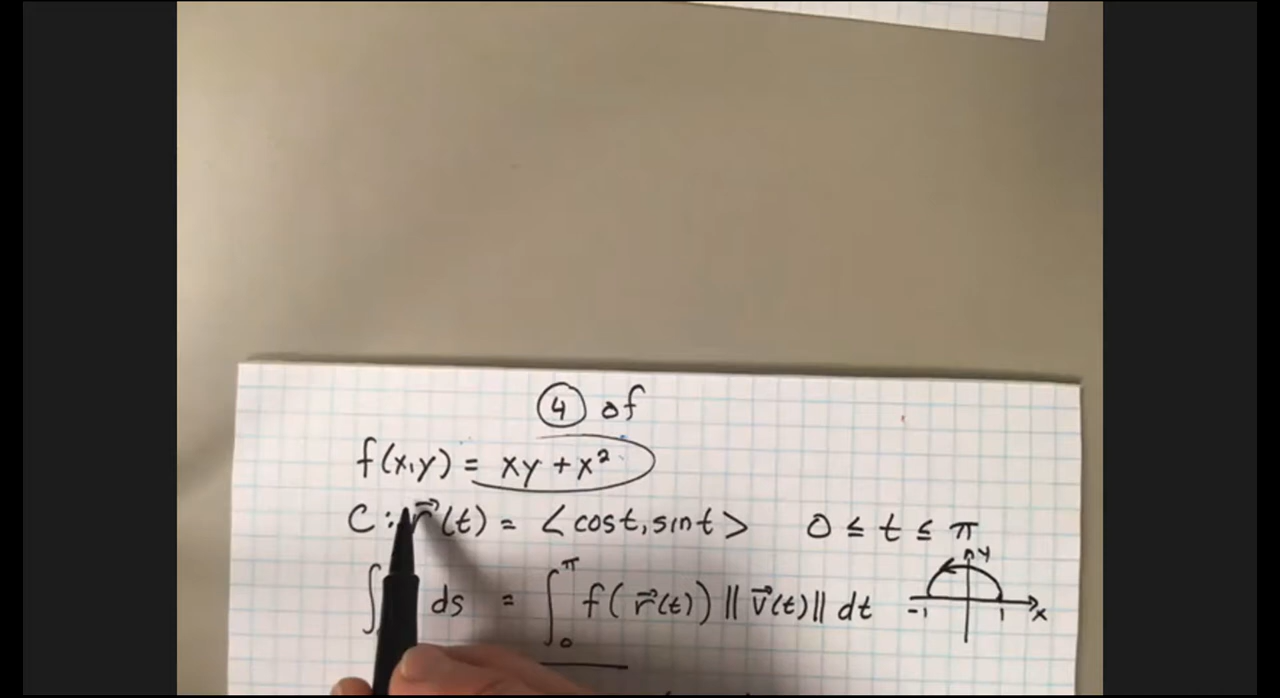 ④ of
f(x,y) = xy + x²
C: r⃗(t) = <cost, sint> 0 ≤ t ≤ π
∫ ds = ∫₀^π f(r⃗(t)) ||v⃗(t)|| dt
y
-1 1 x